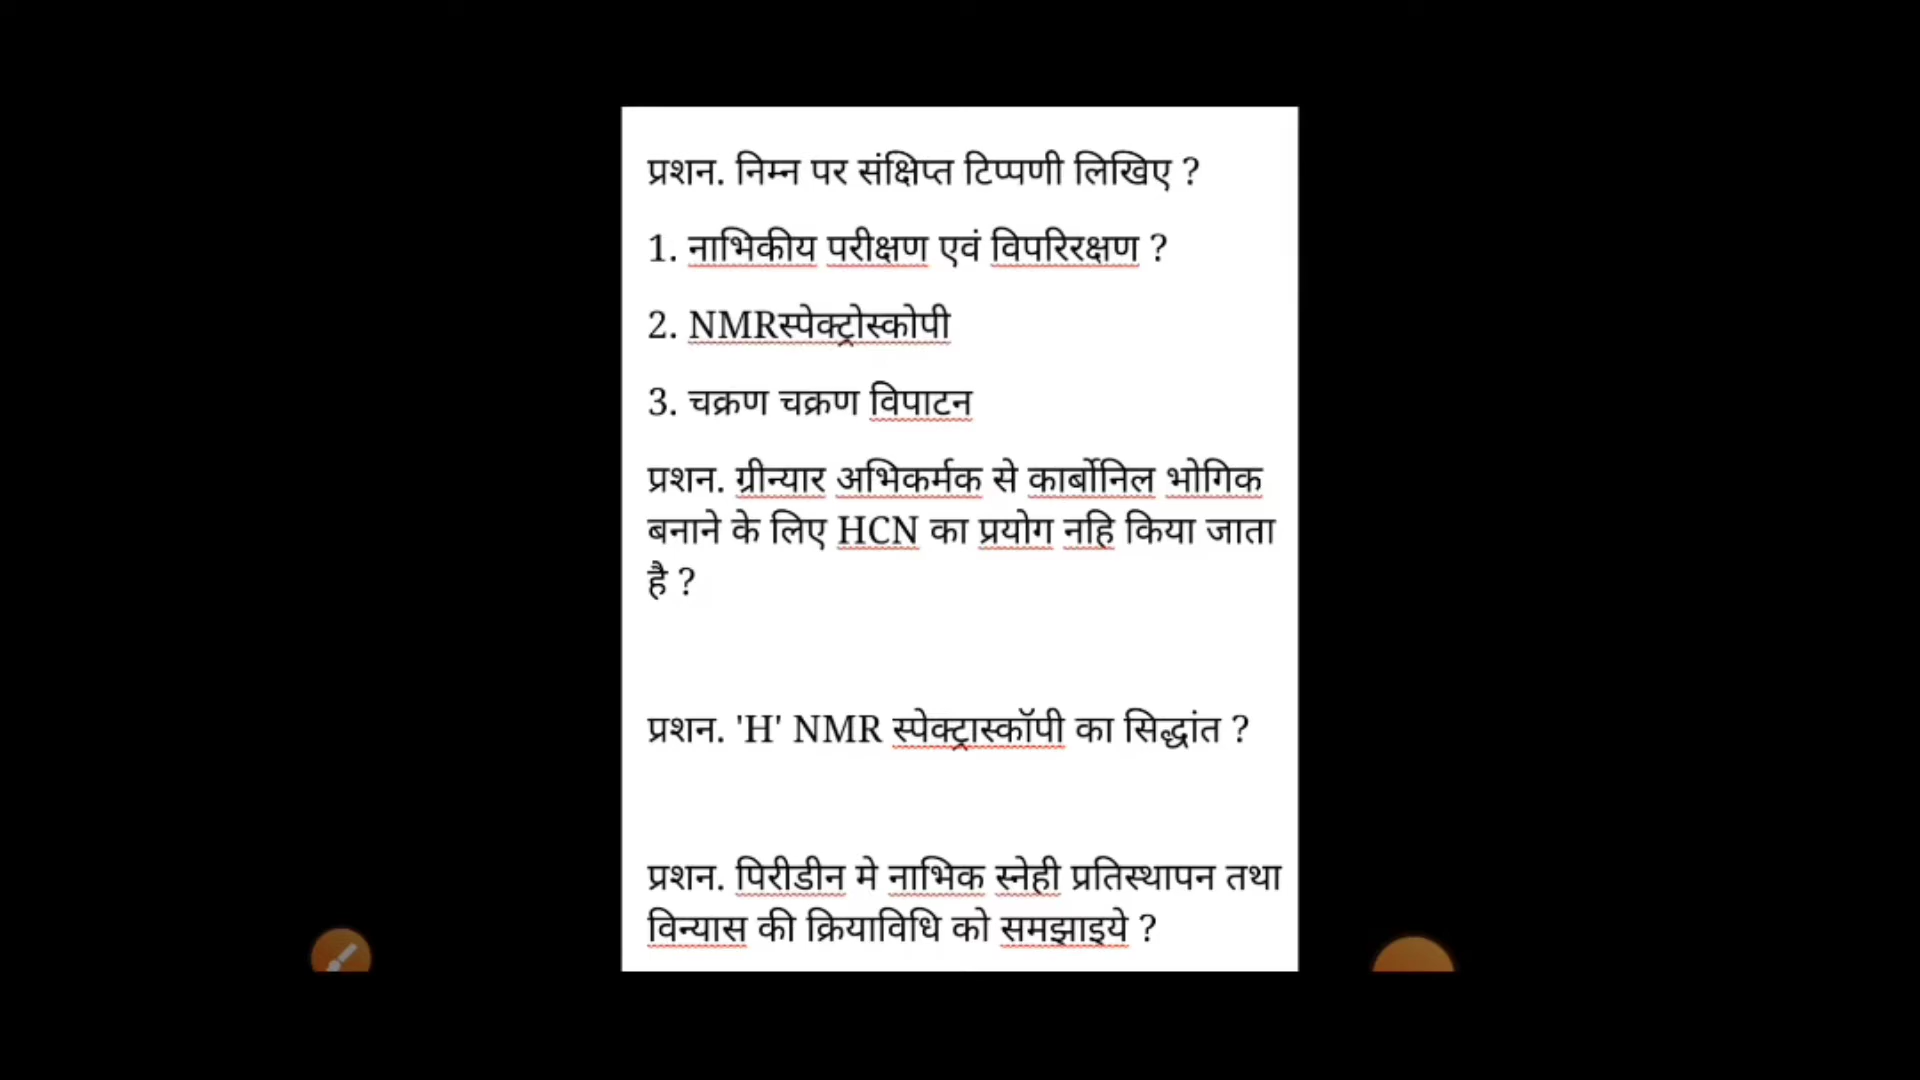 प्रशन. निम्न पर संक्षिप्त टिप्पणी लिखिए ?
1. नाभिकीय परीक्षण एवं विपरिरक्षण ?
2. NMRस्पेक्ट्रोस्कोपी
3. चक्रण चक्रण विपाटन
प्रशन. ग्रीन्यार अभिकर्मक से कार्बोनिल भोगिक
बनाने के लिए HCN का प्रयोग नहि किया जाता
है ?
प्रशन. 'H' NMR स्पेक्ट्रास्कॉपी का सिद्धांत ?
प्रशन. पिरीडीन मे नाभिक स्नेही प्रतिस्थापन तथा
विन्यास की क्रियाविधि को समझाइये ?